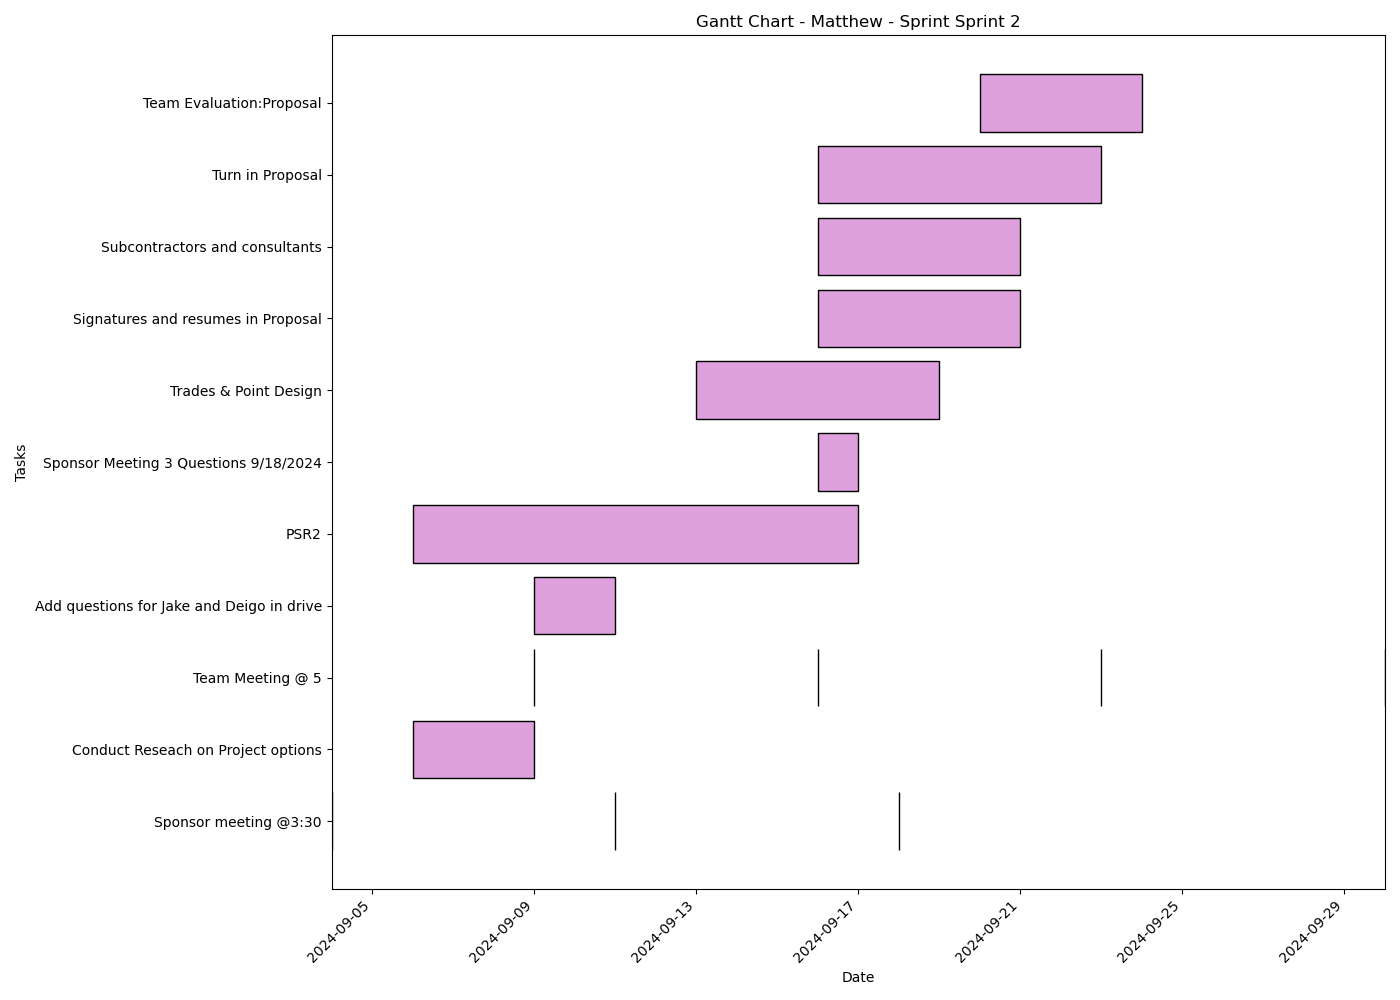 Gantt Chart - Matthew - Sprint Sprint 2
Team Evaluation:Proposal
Turn in Proposal
Subcontractors and consultants
Signatures and resumes in Proposal
Trades & Point Design
Sponsor Meeting 3 Questions 9/18/2024
PSR2
Add questions for Jake and Deigo in drive
Team Meeting @ 5
Conduct Reseach on Project options
Sponsor meeting @3:30
Tasks
2024-09-05
2024-09-09
2024-09-13
2024-09-17
2024-09-21
2024-09-25
2024-09-29
Date